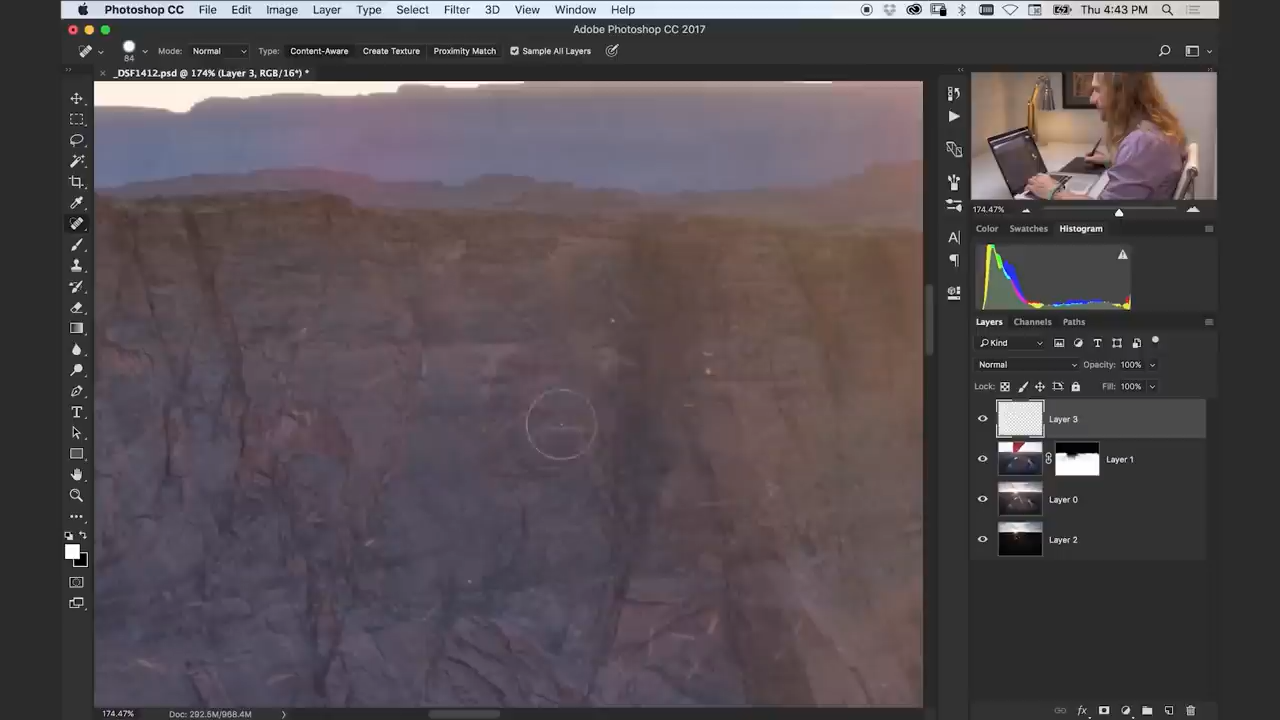 Photoshop CC File Edit Image Layer Type Select Filter 3D View Window Help Thu 4:43 PM
Adobe Photoshop CC 2017
84 Mode: Normal Type: Content-Aware Create Texture Proximity Match Sample All Layers
_DSF1412.psd @ 174% (Layer 3, RGB/16*) *
174.47%
Color Swatches Histogram
Layers Channels Paths
Kind
Normal Opacity: 100%
Lock: Fill: 100%
Layer 3
Layer 1
Layer 0
Layer 2
174.47% Doc: 292.5M/968.4M